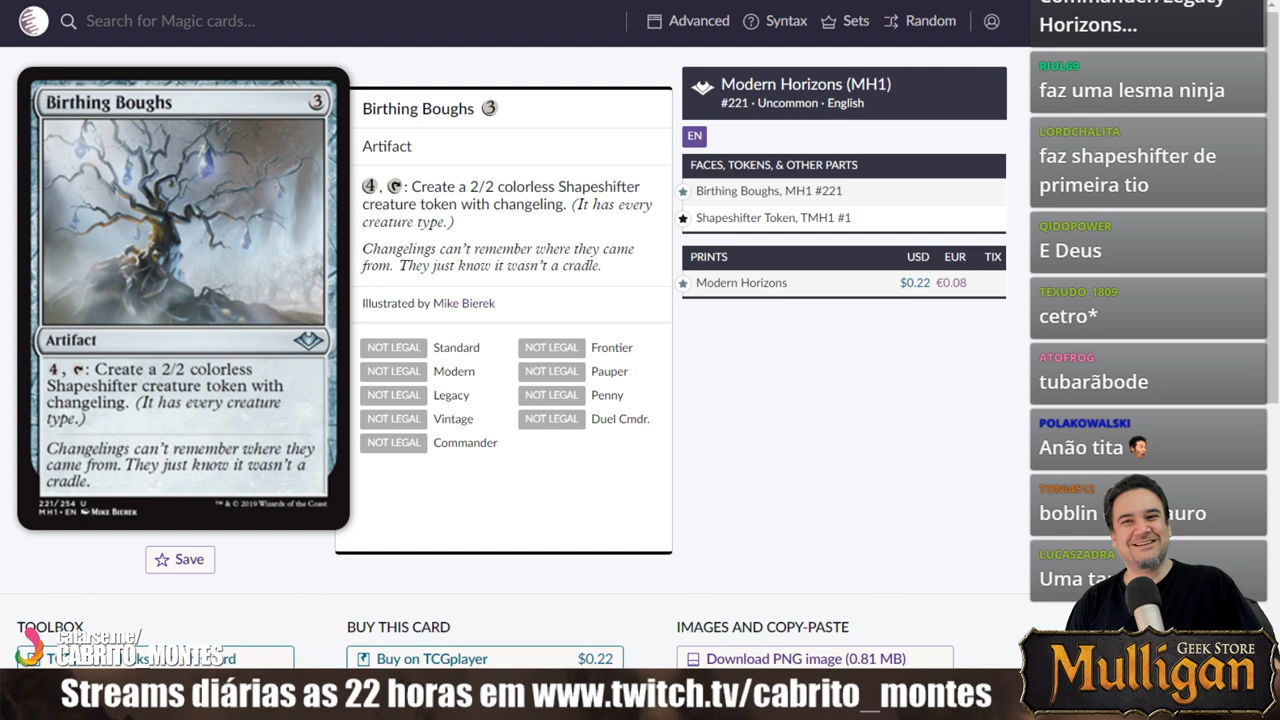 Search for Magic cards…
Advanced
Syntax
Sets
Random
Birthing Boughs 3
Artifact
4, : Create a 2/2 colorless
Shapeshifter creature token with
changeling. (It has every creature
type.)
Changelings can't remember where they
came from. They just know it wasn't a
cradle.
221/254 U
MH1 • EN MIKE BIEREK
™ & © 2019 Wizards of the Coast
Save
Birthing Boughs 3
Artifact
4, : Create a 2/2 colorless Shapeshifter
creature token with changeling. (It has every
creature type.)
Changelings can't remember where they came
from. They just know it wasn't a cradle.
Illustrated by Mike Bierek
NOT LEGAL Standard NOT LEGAL Frontier
NOT LEGAL Modern NOT LEGAL Pauper
NOT LEGAL Legacy NOT LEGAL Penny
NOT LEGAL Vintage NOT LEGAL Duel Cmdr.
NOT LEGAL Commander
Modern Horizons (MH1)
#221 · Uncommon · English
EN
FACES, TOKENS, & OTHER PARTS
Birthing Boughs, MH1 #221
Shapeshifter Token, TMH1 #1
PRINTS USD EUR TIX
Modern Horizons $0.22 €0.08
TOOLBOX
BUY THIS CARD
Buy on TCGplayer $0.22
IMAGES AND COPY-PASTE
Download PNG image (0.81 MB)
catarse.me/
CABRITO_MONTES
Horizons...
RIUL69
faz uma lesma ninja
LORDCHALITA
faz shapeshifter de
primeira tio
QIDOPOWER
E Deus
TEXUDO_1809
cetro*
ATOFROG
tubarãbode
POLAKOWALSKI
Anão tita
TONI4512
boblin
auro
LUCASZADRA
Uma
GEEK STORE
Mulligan
Streams diárias as 22 horas em www.twitch.tv/cabrito_montes